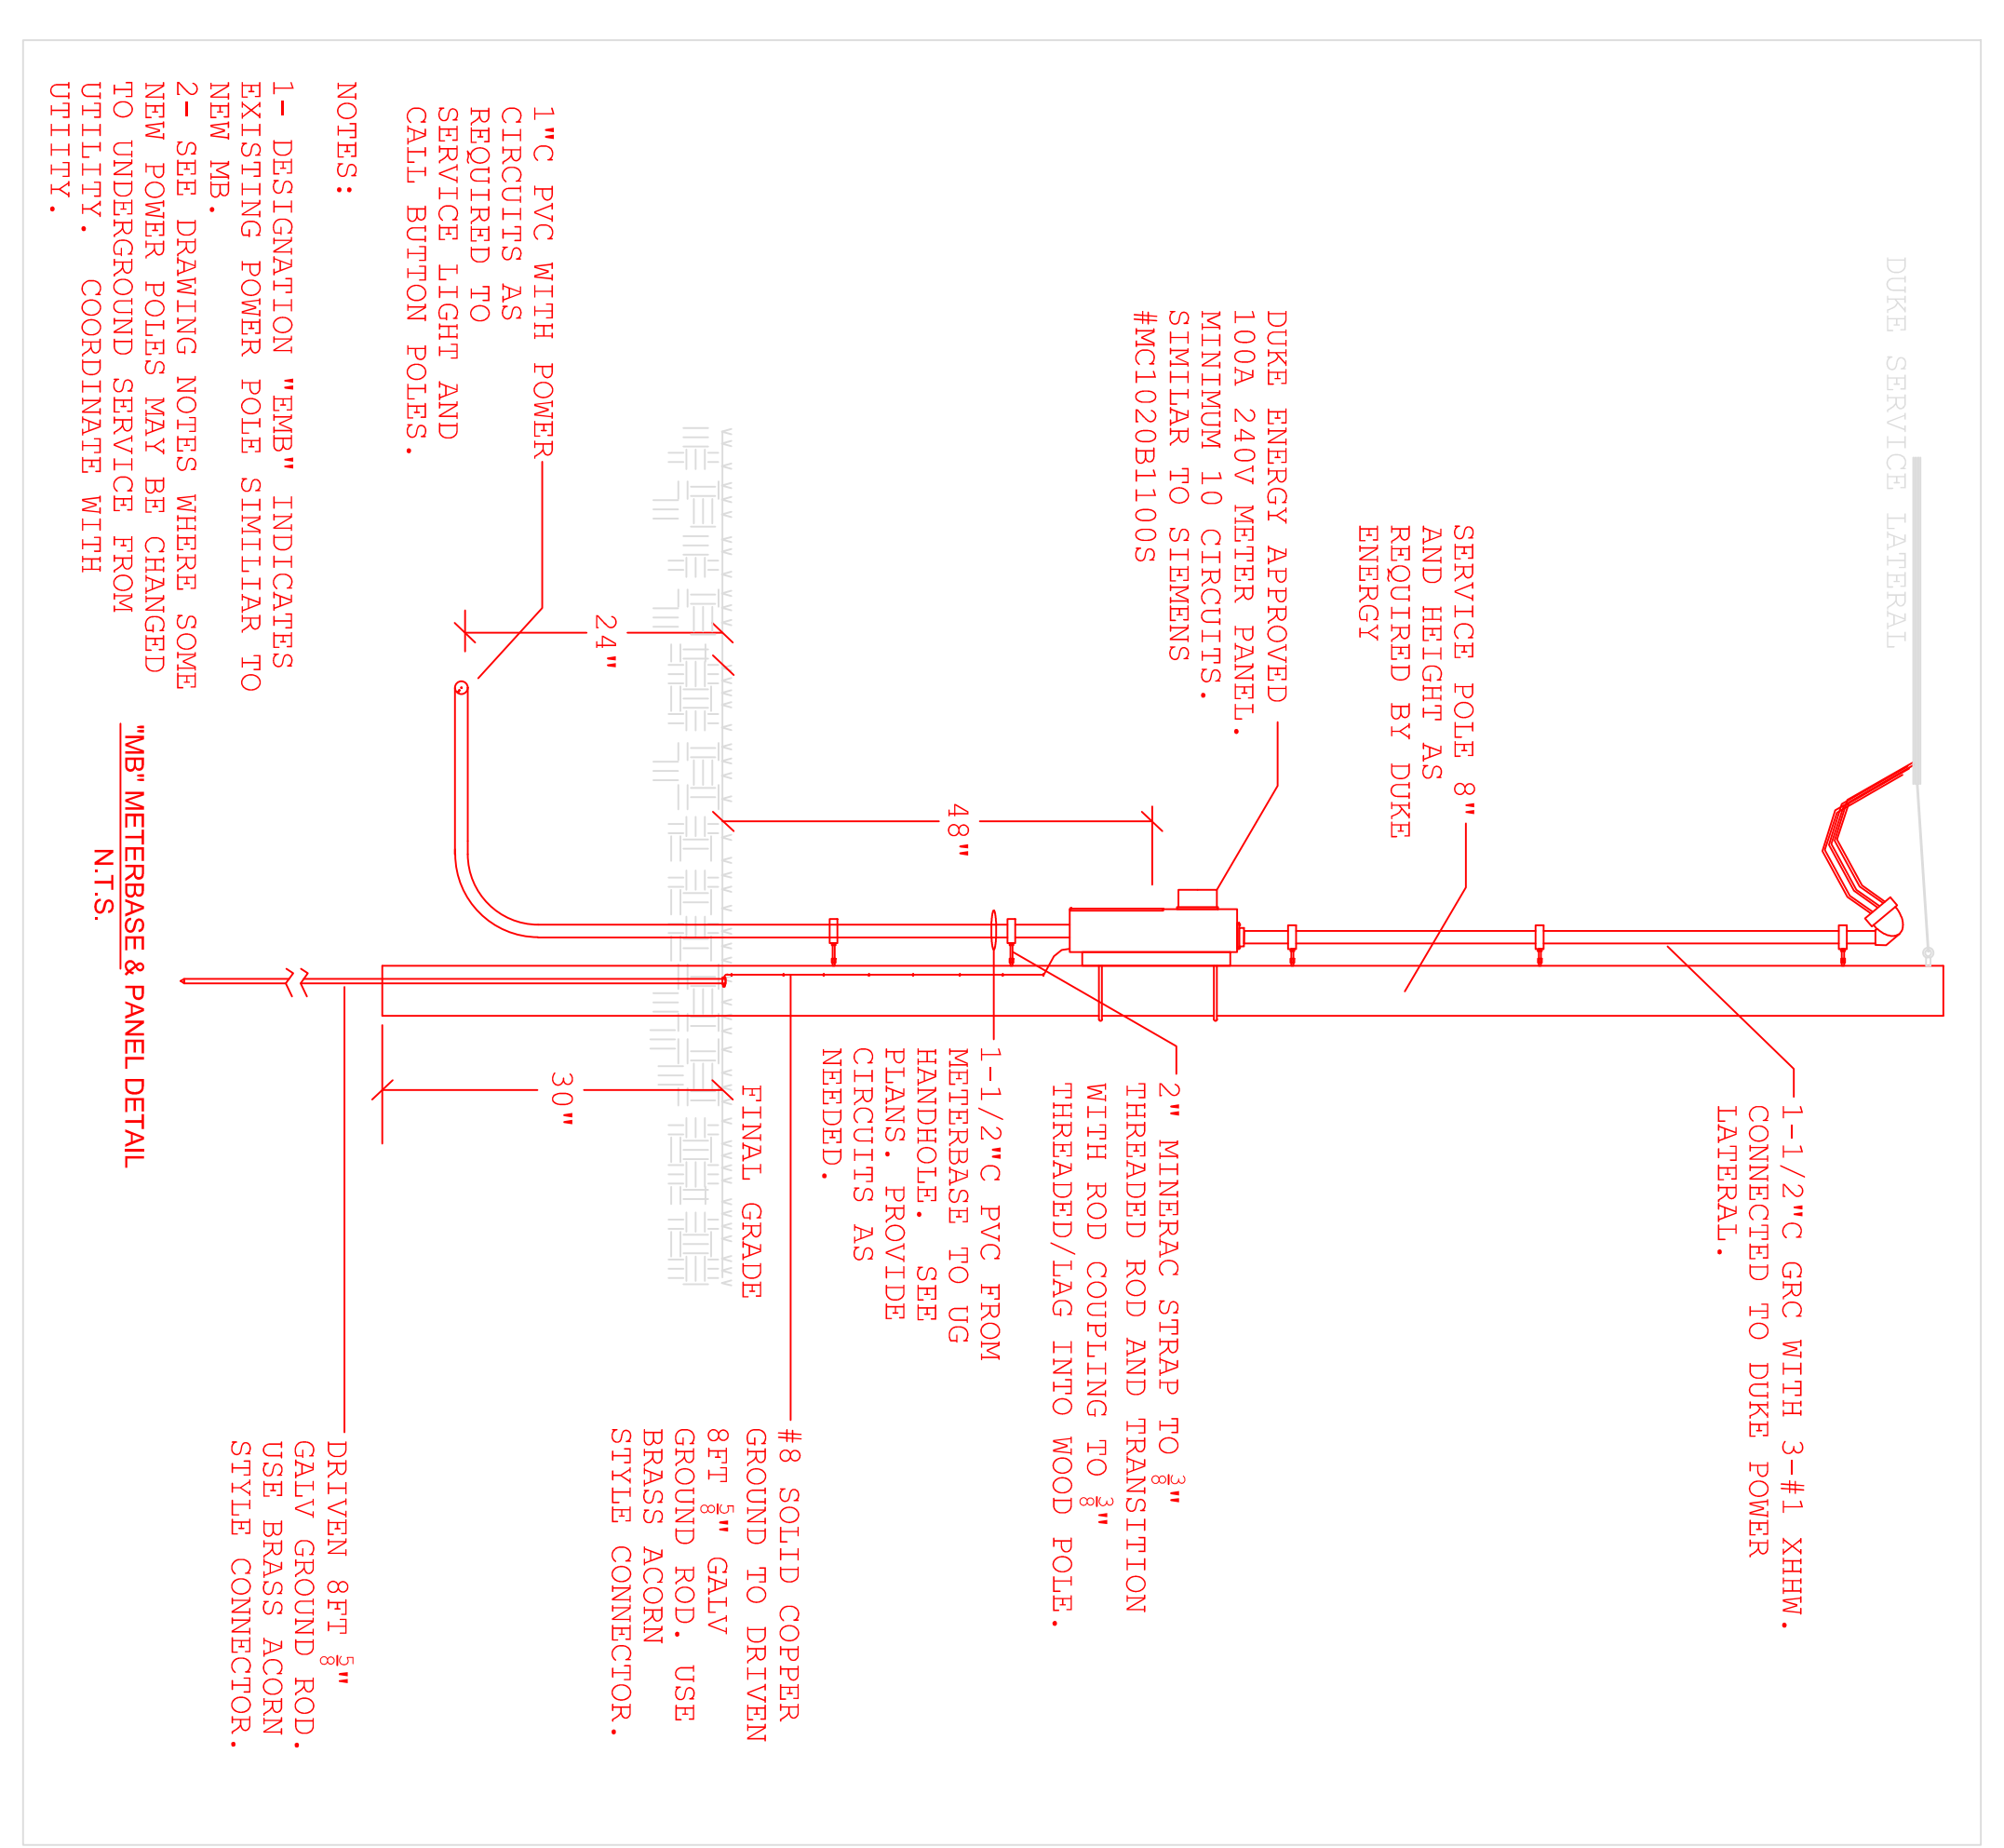 DUKE SERVICE LATERAL
1-1/2"C GRC WITH 3-#1 XHHW.
CONNECTED TO DUKE POWER
LATERAL.
SERVICE POLE 8"
AND HEIGHT AS
REQUIRED BY DUKE
ENERGY
DUKE ENERGY APPROVED
100A 240V METER PANEL.
MINIMUM 10 CIRCUITS.
SIMILAR TO SIEMENS
#MC1020B1100S
2" MINERAC STRAP TO 3/8"
THREADED ROD AND TRANSITION
WITH ROD COUPLING TO 3/8"
THREADED/LAG INTO WOOD POLE.
48"
1-1/2"C PVC FROM
METERBASE TO UG
HANDHOLE. SEE
PLANS. PROVIDE
CIRCUITS AS
NEEDED.
FINAL GRADE
#8 SOLID COPPER
GROUND TO DRIVEN
8FT 5/8" GALV
GROUND ROD. USE
BRASS ACORN
STYLE CONNECTOR.
24"
30"
1"C PVC WITH POWER
CIRCUITS AS
REQUIRED TO
SERVICE LIGHT AND
CALL BUTTON POLES.
DRIVEN 8FT 5/8"
GALV GROUND ROD.
USE BRASS ACORN
STYLE CONNECTOR.
NOTES:
1- DESIGNATION "EMB" INDICATES
EXISTING POWER POLE SIMILIAR TO
NEW MB.
2- SEE DRAWING NOTES WHERE SOME
NEW POWER POLES MAY BE CHANGED
TO UNDERGROUND SERVICE FROM
UTILITY. COORDINATE WITH
UTIITY.
"MB" METERBASE & PANEL DETAIL
N.T.S.